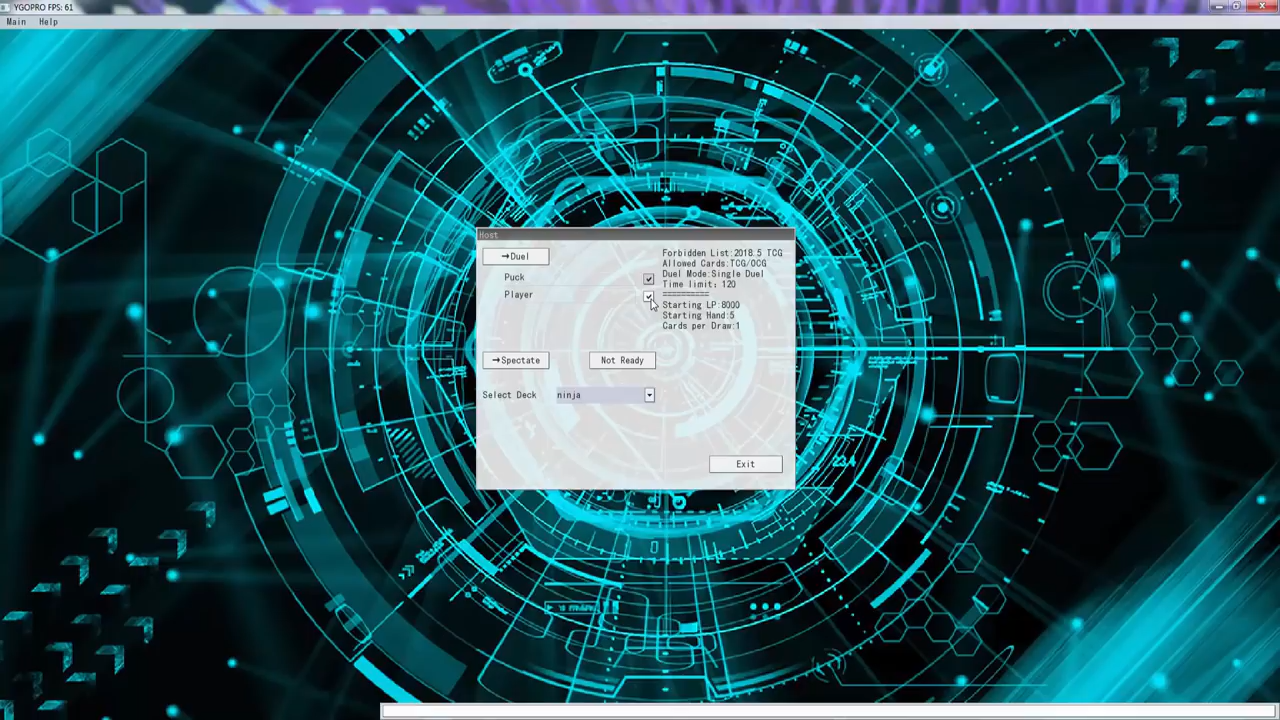 YGOPRO FPS: 61
Main Help
Host
→Duel
Puck
Player
Forbidden List:2018.5 TCG
Allowed Cards:TCG/OCG
Duel Mode:Single Duel
Time limit: 120
==========
Starting LP:8000
Starting Hand:5
Cards per Draw:1
→Spectate
Not Ready
Select Deck
ninja
Exit
23.4